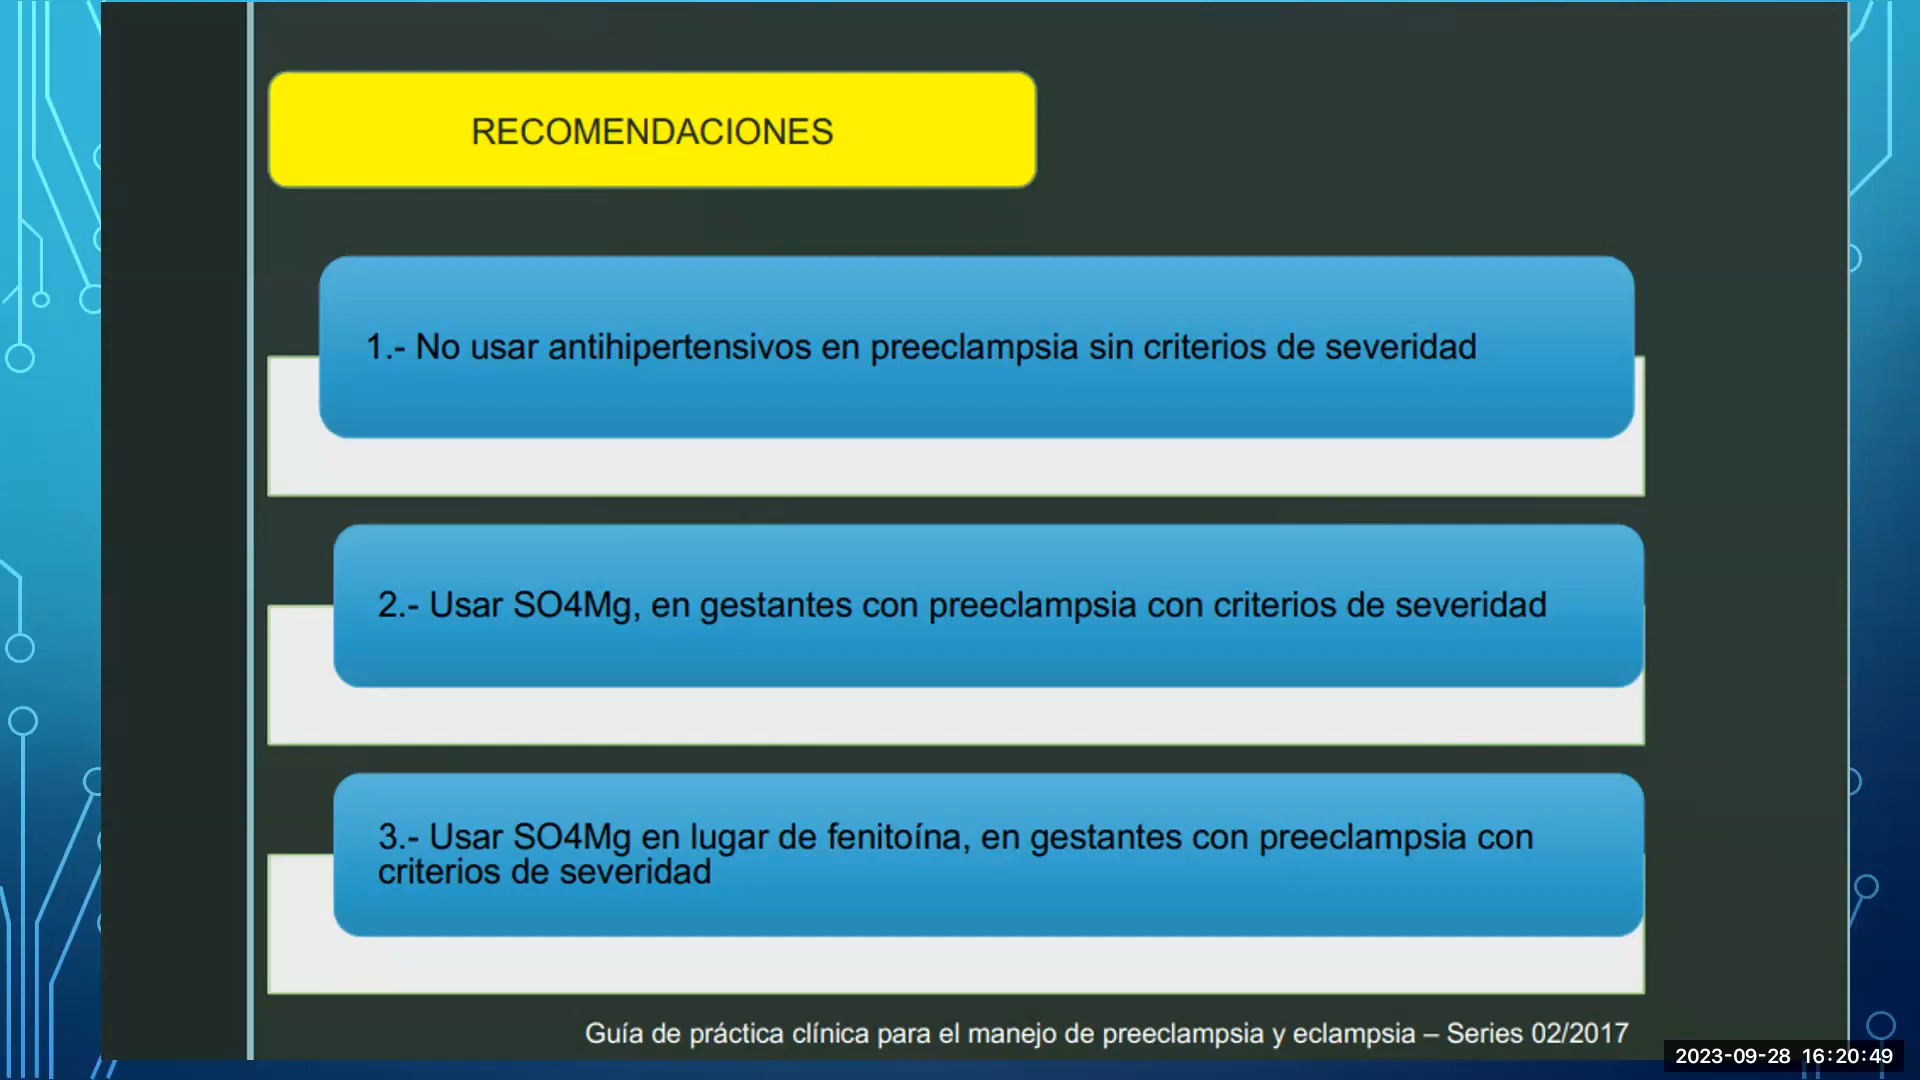 RECOMENDACIONES
1.- No usar antihipertensivos en preeclampsia sin criterios de severidad
2.- Usar SO4Mg, en gestantes con preeclampsia con criterios de severidad
3.- Usar SO4Mg en lugar de fenitoína, en gestantes con preeclampsia con
criterios de severidad
Guía de práctica clínica para el manejo de preeclampsia y eclampsia – Series 02/2017
2023-09-28 16:20:49